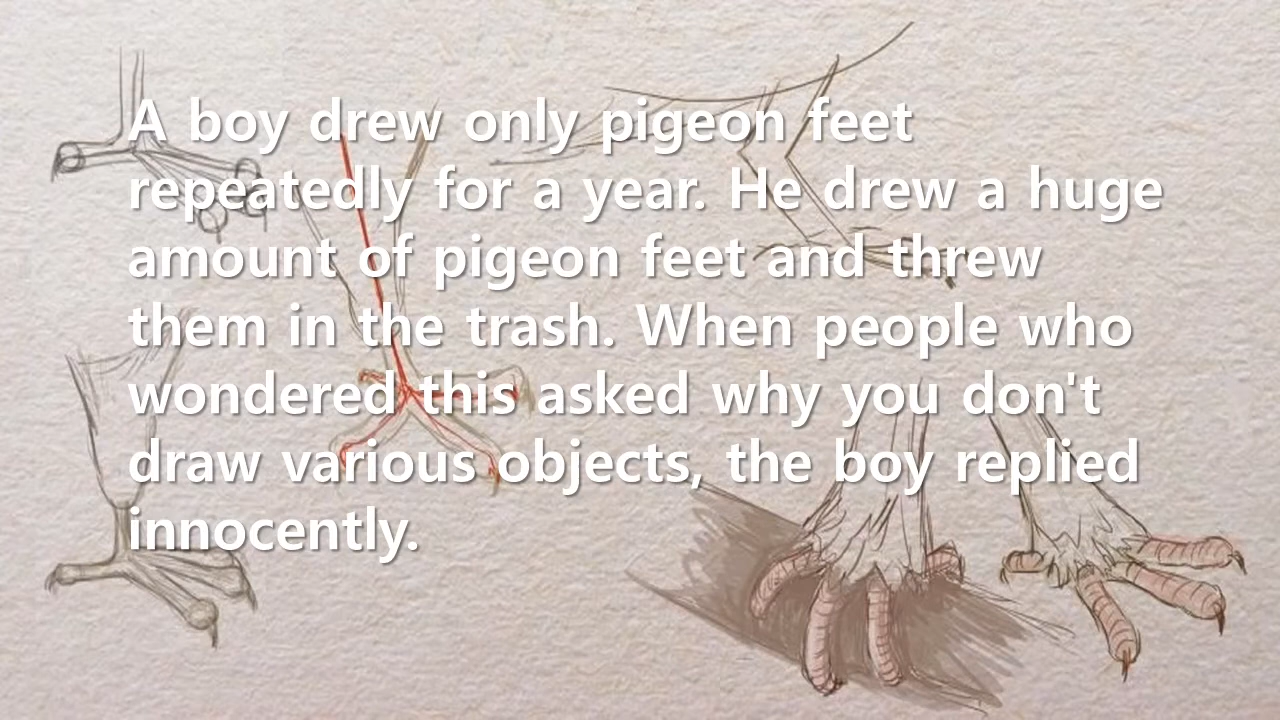 A boy drew only pigeon feet
repeatedly for a year. He drew a huge
amount of pigeon feet and threw
them in the trash. When people who
wondered this asked why you don't
draw various objects, the boy replied
innocently.